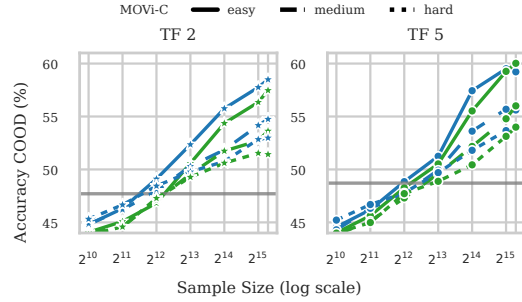 MOVi-C easy medium hard
TF 2 TF 5
Accuracy COOD (%)
60 60
55 55
50 50
45 45
2^10 2^11 2^12 2^13 2^14 2^15 2^10 2^11 2^12 2^13 2^14 2^15
Sample Size (log scale)